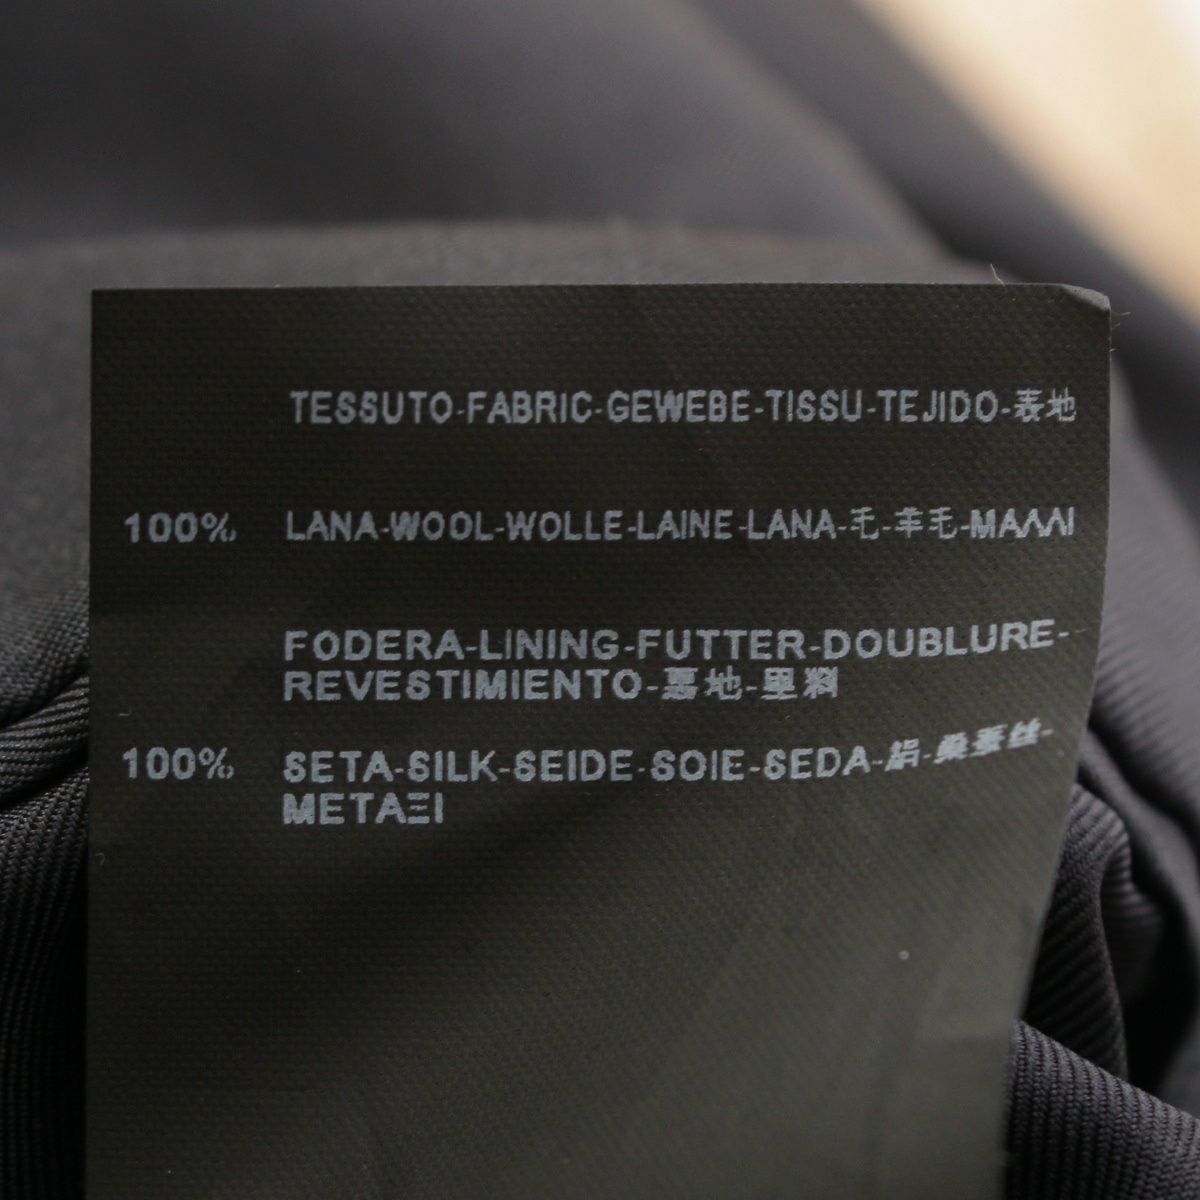 TESSUTO-FABRIC-GEWEBE-TISSU-TEJIDO-表地
100% LANA-WOOL-WOLLE-LAINE-LANA-毛-羊毛-ΜΑΛΛΙ
FODERA-LINING-FUTTER-DOUBLURE-
REVESTIMIENTO-裏地-里料
100% SETA-SILK-SEIDE-SOIE-SEDA-絹-桑蚕丝-
ΜΕΤΑΞΙ